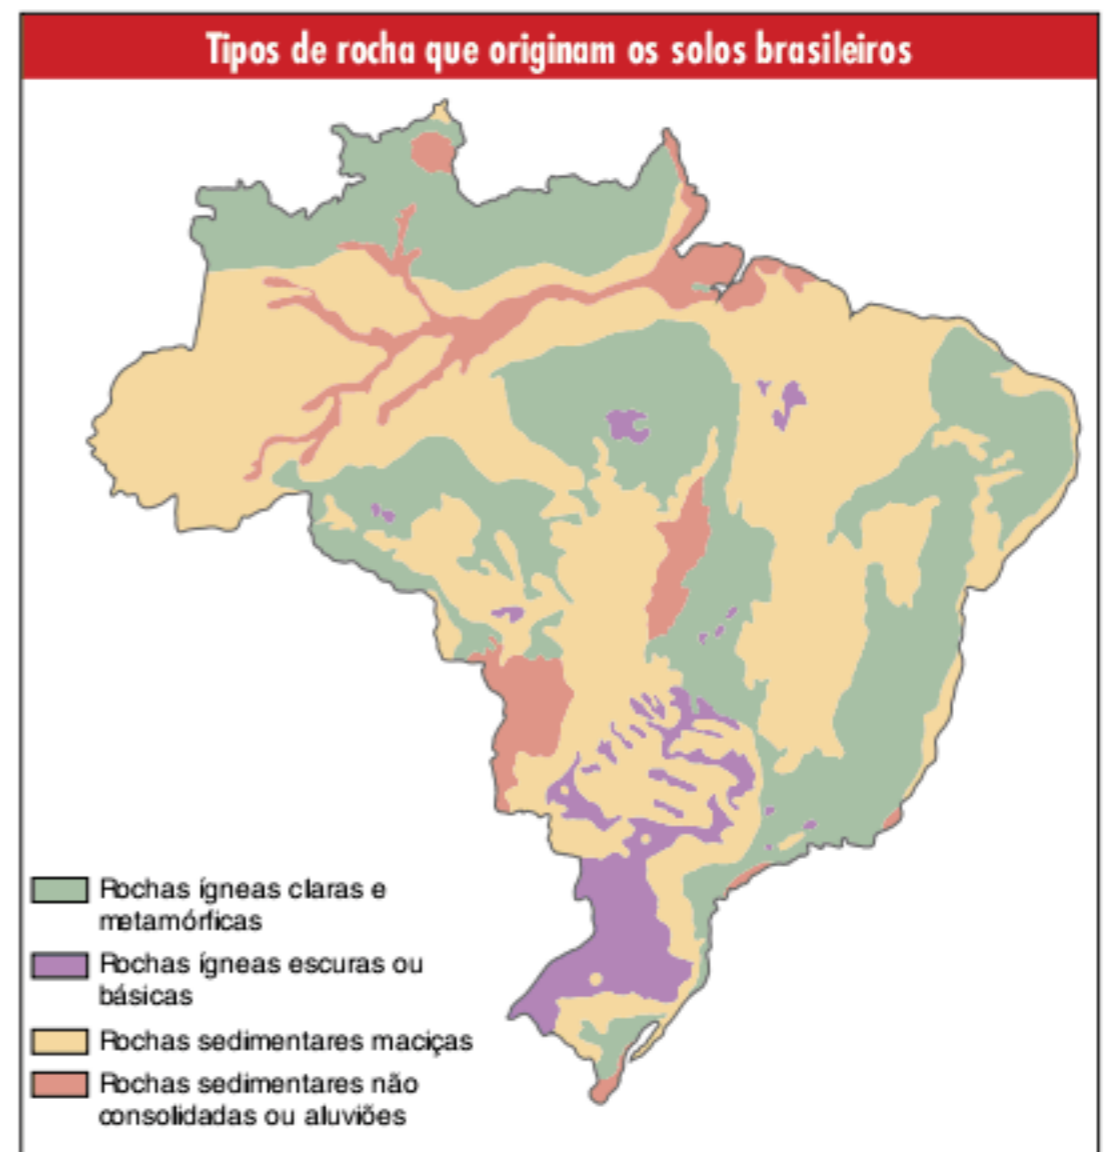 Tipos de rocha que originam os solos brasileiros
Rochas ígneas claras e
metamórficas
Rochas ígneas escuras ou
básicas
Rochas sedimentares maciças
Rochas sedimentares não
consolidadas ou aluviões